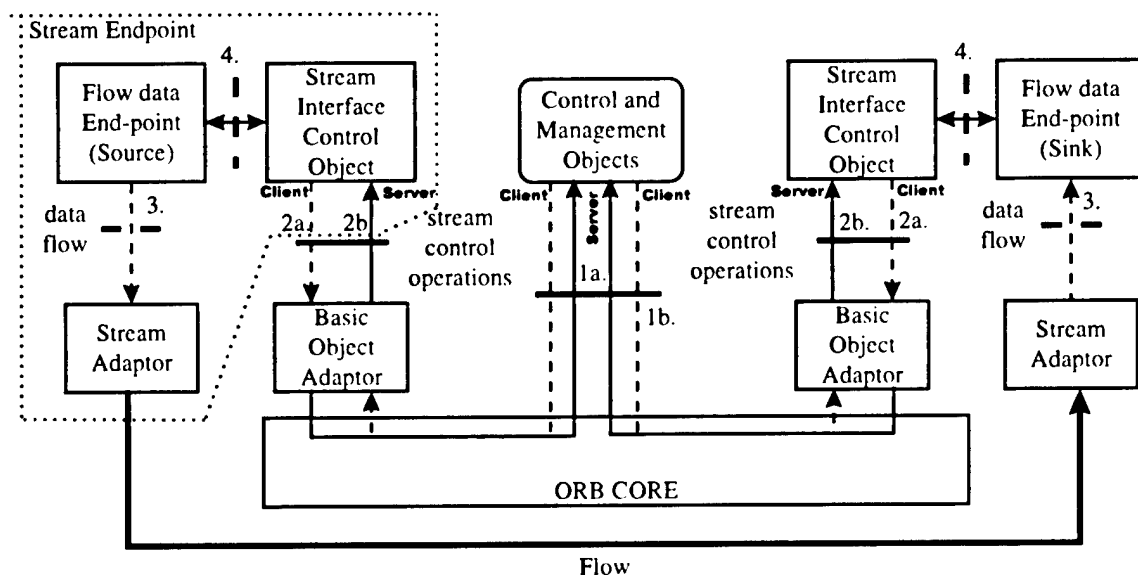 Stream Endpoint
4.
Flow data
End-point
(Source)
Stream
Interface
Control
Object
Control and
Management
Objects
Stream
Interface
Control
Object
4.
Flow data
End-point
(Sink)
Client
Server
Client
Server
Client
Server
Client
data
flow
3.
2a.
2b.
stream
control
operations
1a.
1b.
stream
control
operations
2b.
2a.
data
flow
3.
Stream
Adaptor
Basic
Object
Adaptor
Basic
Object
Adaptor
Stream
Adaptor
ORB CORE
Flow